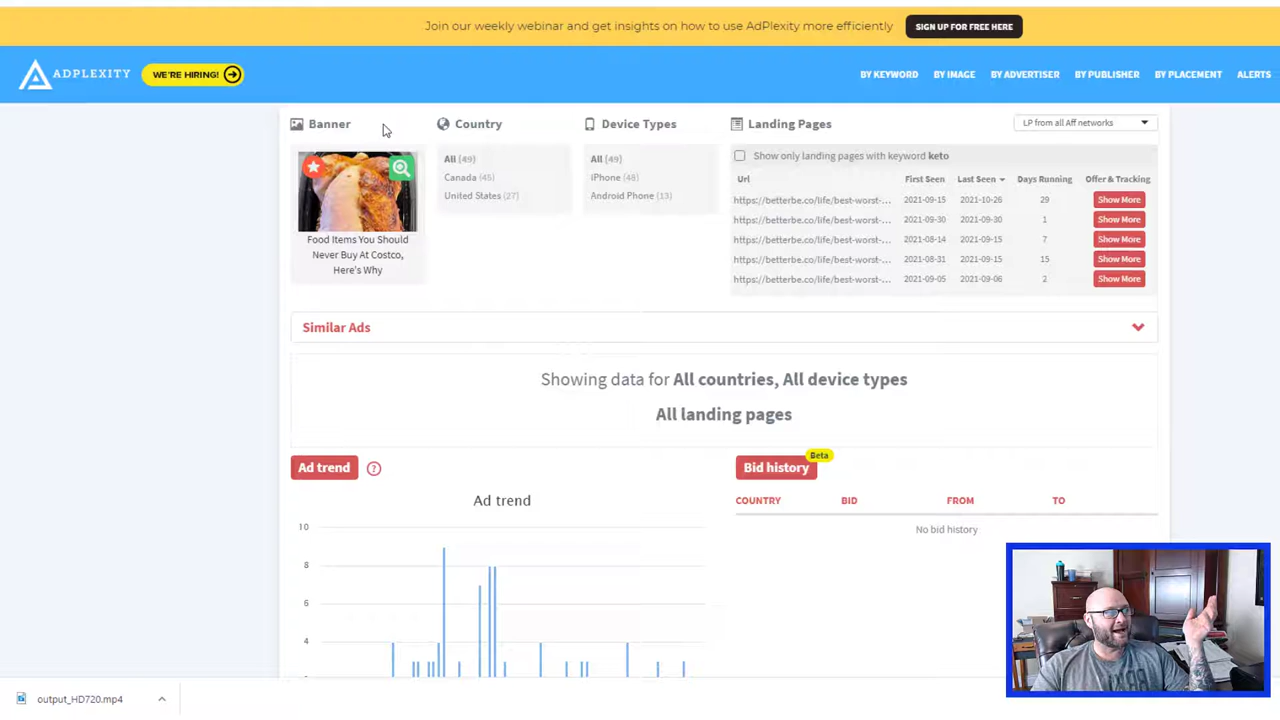 Join our weekly webinar and get insights on how to use AdPlexity more efficiently
SIGN UP FOR FREE HERE
ADPLEXITY
WE'RE HIRING!
BY KEYWORD
BY IMAGE
BY ADVERTISER
BY PUBLISHER
BY PLACEMENT
ALERTS
Banner
Country
Device Types
Landing Pages
LP from all Aff networks
Food Items You Should
Never Buy At Costco,
Here's Why
All (49)
Canada (45)
United States (27)
All (49)
IPhone (48)
Android Phone (13)
Show only landing pages with keyword keto
Url First Seen Last Seen Days Running Offer & Tracking
https://betterbe.co/life/best-worst-... 2021-09-15 2021-10-26 29 Show More
https://betterbe.co/life/best-worst-... 2021-09-30 2021-09-30 1 Show More
https://betterbe.co/life/best-worst-... 2021-08-14 2021-09-15 7 Show More
https://betterbe.co/life/best-worst-... 2021-08-31 2021-09-15 15 Show More
https://betterbe.co/life/best-worst-... 2021-09-05 2021-09-06 2 Show More
Similar Ads
Showing data for All countries, All device types
All landing pages
Ad trend ?
Ad trend
10
8
6
4
Bid history
Beta
COUNTRY BID FROM TO
No bid history
output_HD720.mp4